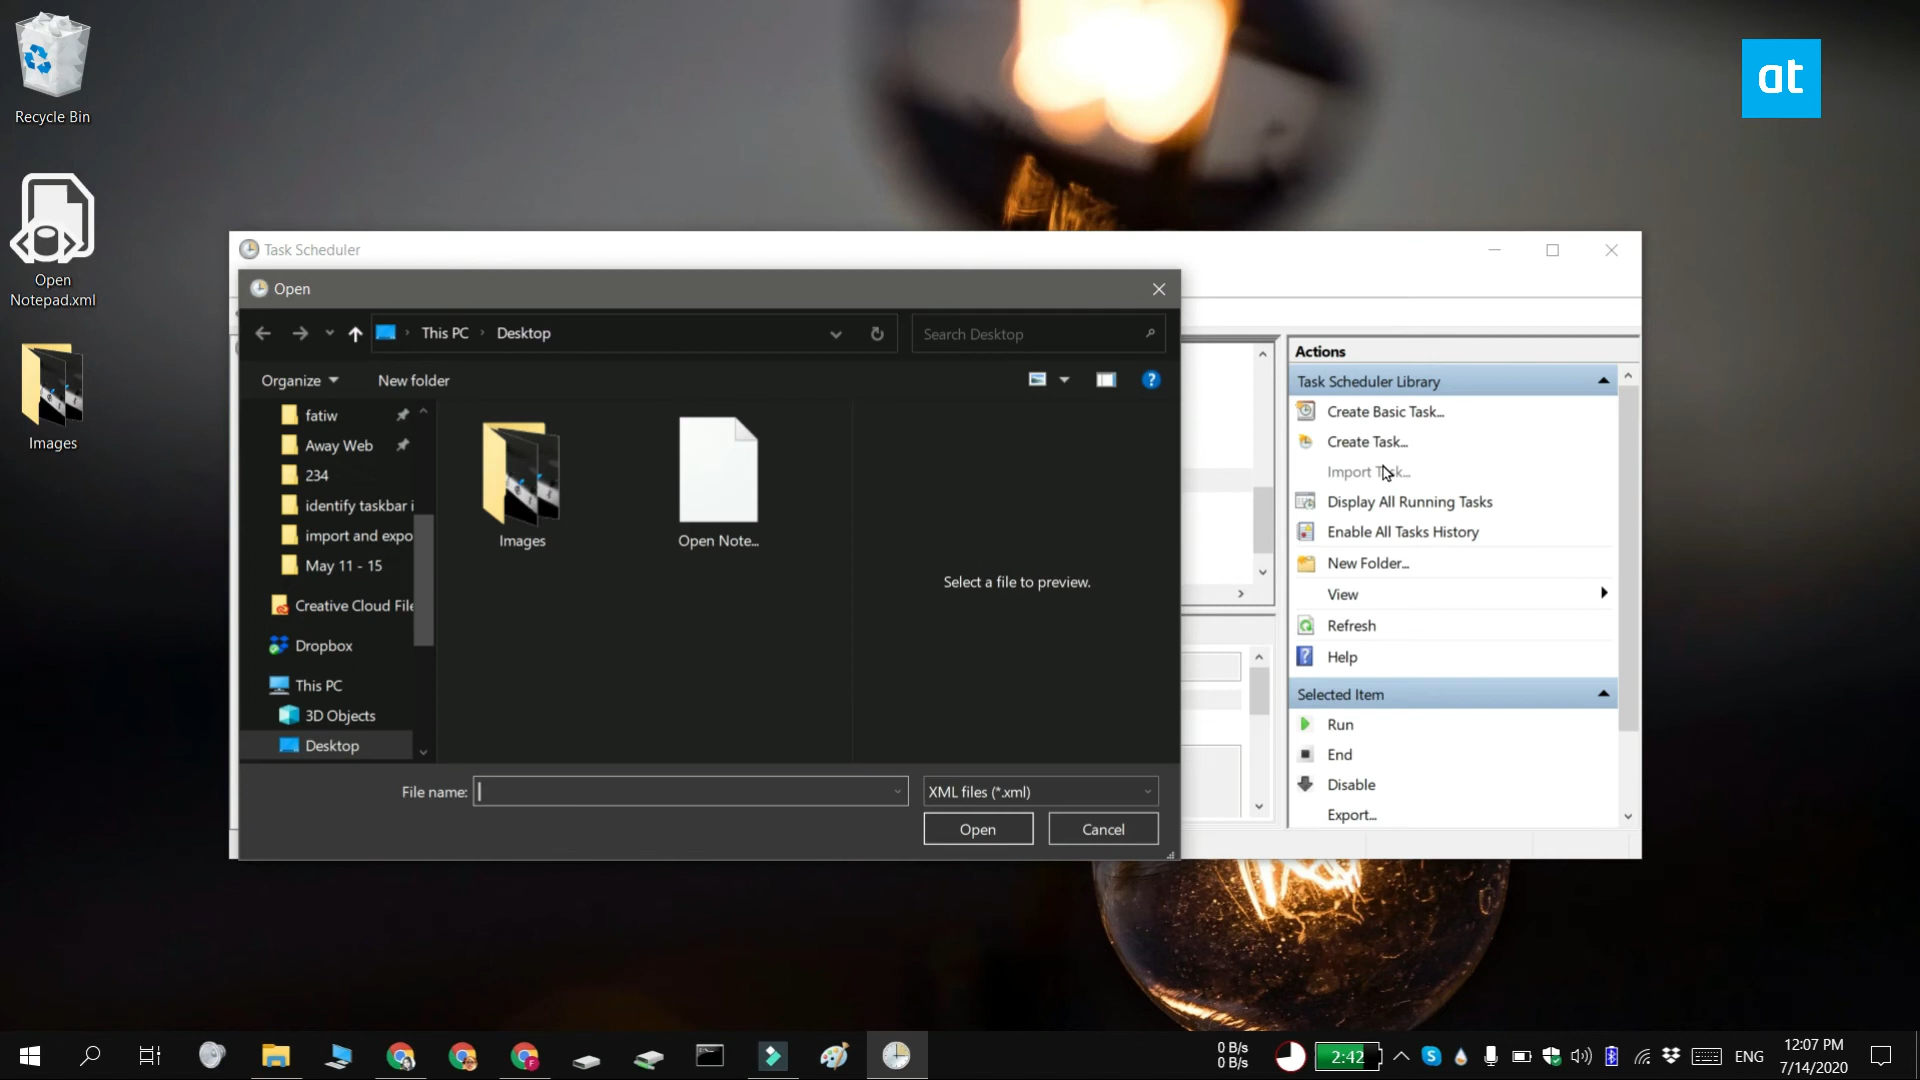 Recycle Bin
at
Open
Notepad.xml
Images
Task Scheduler
Open
This PC
Desktop
Search Desktop
Organize
New folder
fatiw
Away Web
234
identify taskbar i
import and expo
May 11 - 15
Creative Cloud File
Dropbox
This PC
3D Objects
Desktop
Images
Open Note...
Select a file to preview.
File name:
XML files (*.xml)
Open
Cancel
Actions
Task Scheduler Library
Create Basic Task...
Create Task...
Import Task...
Display All Running Tasks
Enable All Tasks History
New Folder...
View
Refresh
Help
Selected Item
Run
End
Disable
Export...
0 B/s
0 B/s
2:42
ENG
12:07 PM
7/14/2020